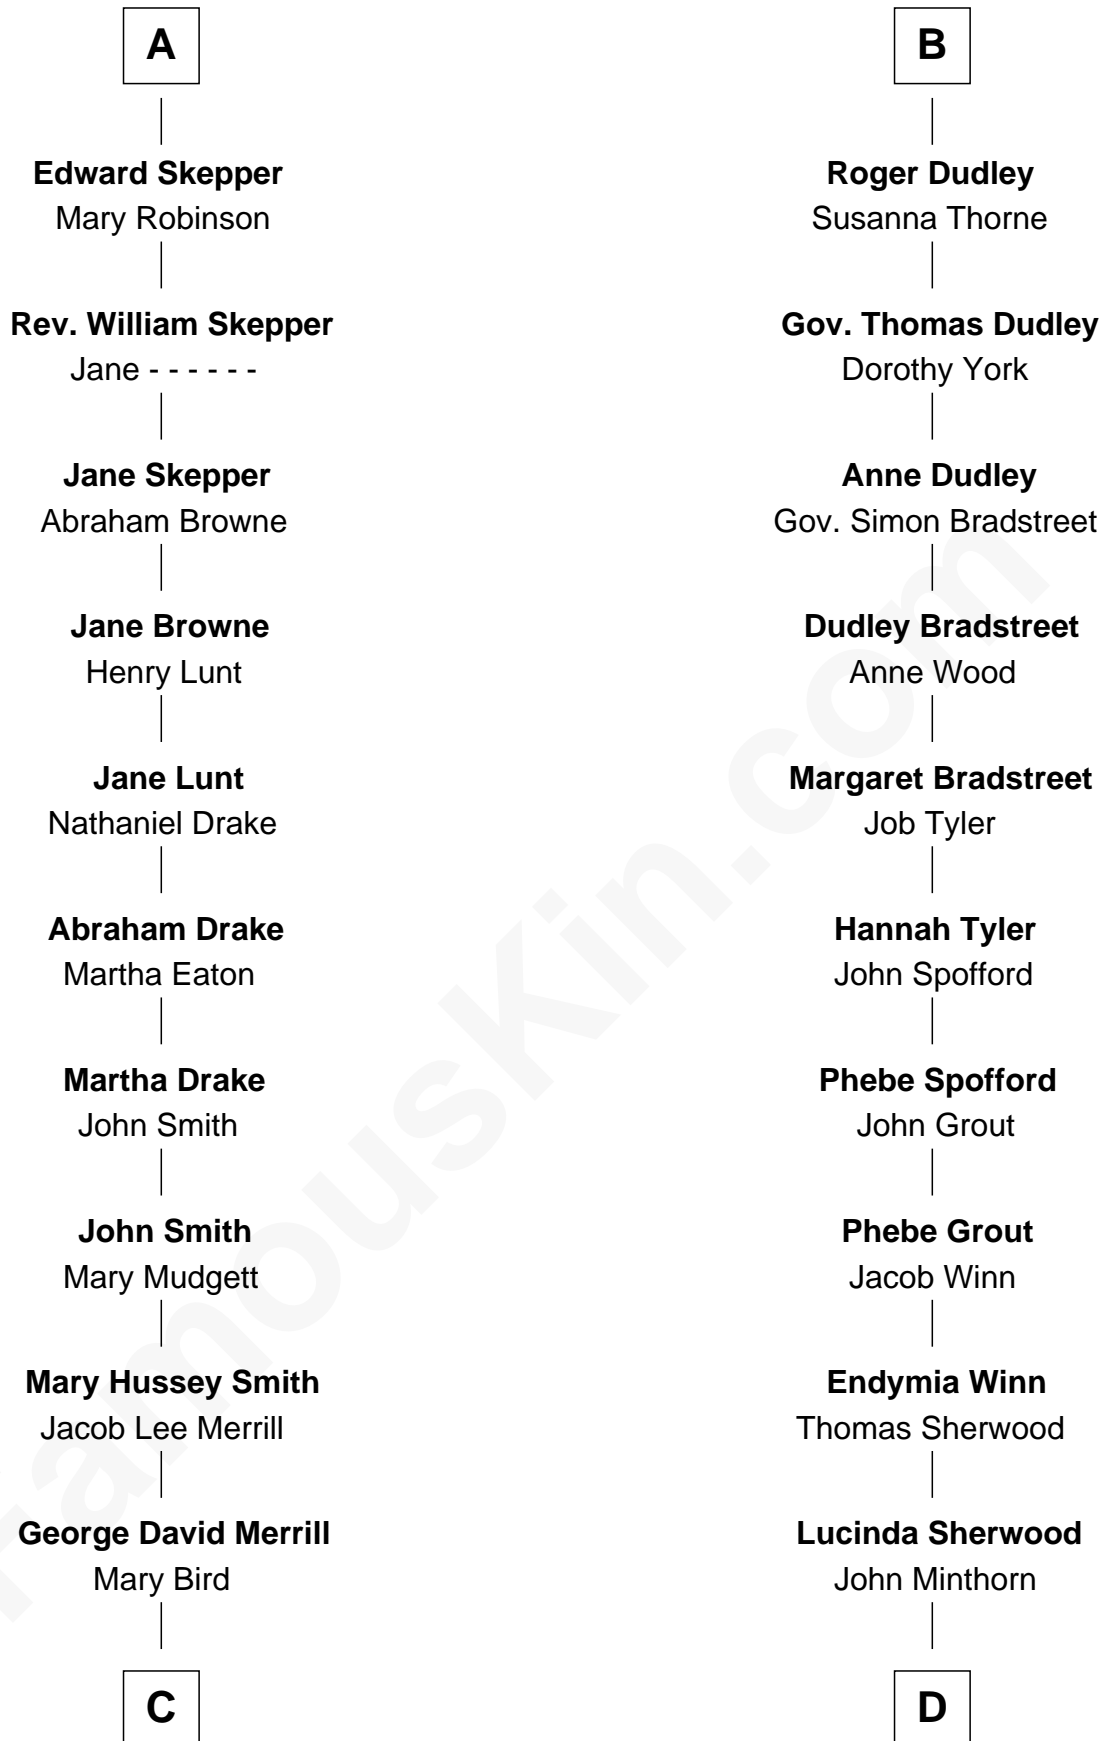 A
Edward Skepper
Mary Robinson
Rev. William Skepper
Jane - - - - - -
Jane Skepper
Abraham Browne
Jane Browne
Henry Lunt
Jane Lunt
Nathaniel Drake
Abraham Drake
Martha Eaton
Martha Drake
John Smith
John Smith
Mary Mudgett
Mary Hussey Smith
Jacob Lee Merrill
George David Merrill
Mary Bird
C
B
Roger Dudley
Susanna Thorne
Gov. Thomas Dudley
Dorothy York
Anne Dudley
Gov. Simon Bradstreet
Dudley Bradstreet
Anne Wood
Margaret Bradstreet
Job Tyler
Hannah Tyler
John Spofford
Phebe Spofford
John Grout
Phebe Grout
Jacob Winn
Endymia Winn
Thomas Sherwood
Lucinda Sherwood
John Minthorn
D
FamousKin.com